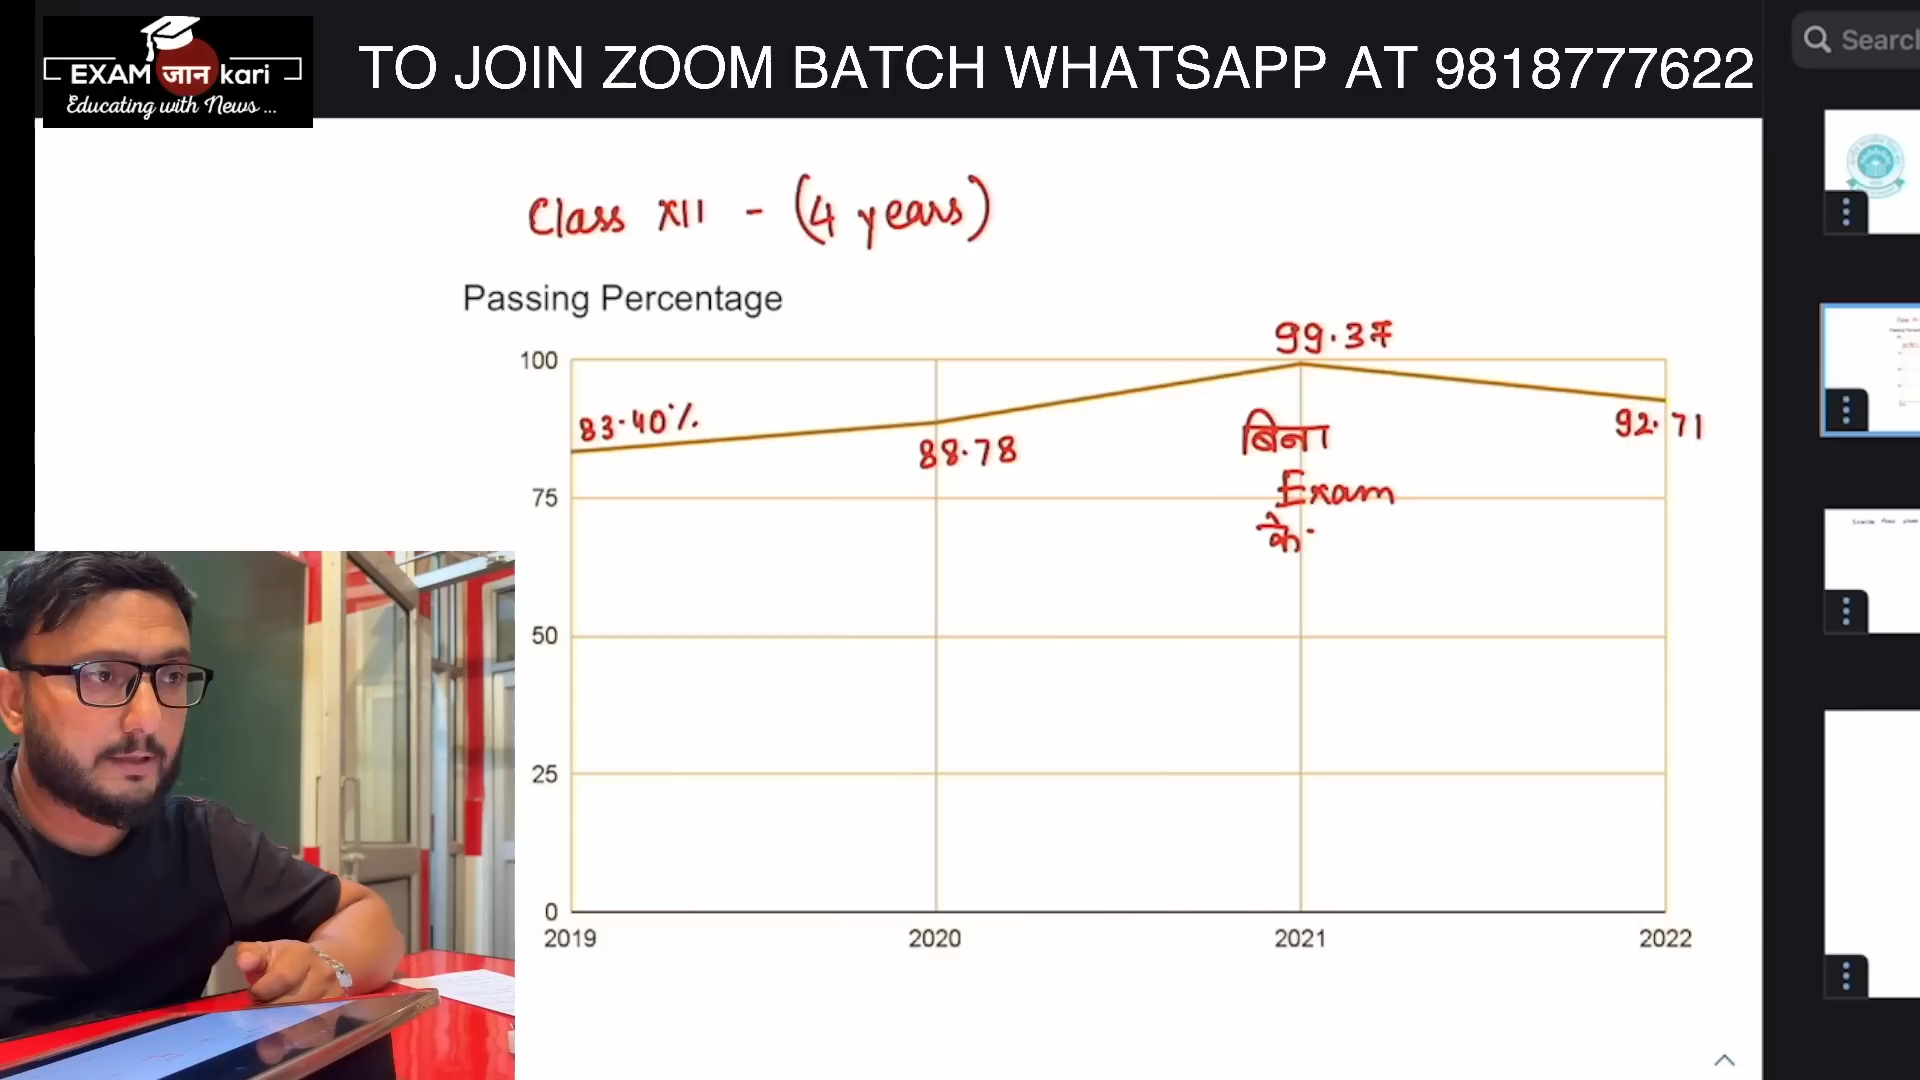 EXAM जान kari
Educating with News ...
TO JOIN ZOOM BATCH WHATSAPP AT 9818777622
Class XII - (4 years)
Passing Percentage
100
75
50
25
0
83.40%
88.78
99.37
92.71
बिना
Exam
के
2019
2020
2021
2022